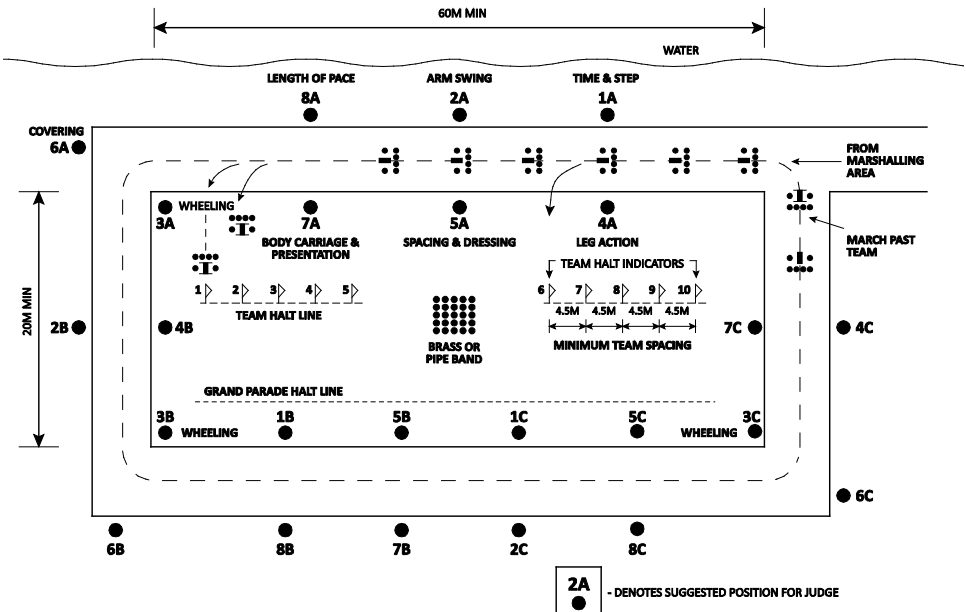 60M MIN
WATER
LENGTH OF PACE
8A
ARM SWING
2A
TIME & STEP
1A
COVERING
6A
FROM
MARSHALLING
AREA
3A
WHEELING
7A
BODY CARRIAGE &
PRESENTATION
5A
SPACING & DRESSING
4A
LEG ACTION
MARCH PAST
TEAM
20M MIN
TEAM HALT INDICATORS
1 2 3 4 5
TEAM HALT LINE
6 7 8 9 10
4.5M 4.5M 4.5M 4.5M
MINIMUM TEAM SPACING
BRASS OR
PIPE BAND
2B
4B
7C
4C
GRAND PARADE HALT LINE
3B
WHEELING
1B
5B
1C
5C
3C
WHEELING
6C
6B
8B
7B
2C
8C
2A
- DENOTES SUGGESTED POSITION FOR JUDGE